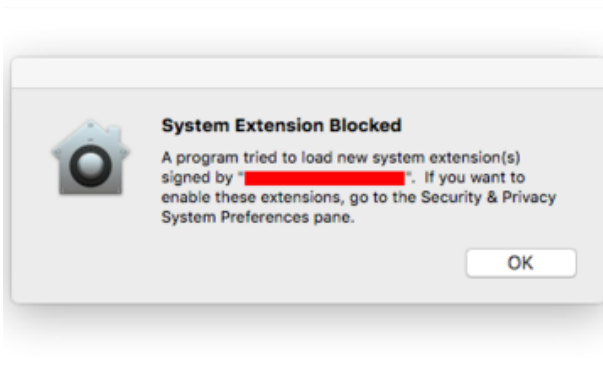 System Extension Blocked
A program tried to load new system extension(s)
signed by "                    ".  If you want to
enable these extensions, go to the Security & Privacy
System Preferences pane.
OK